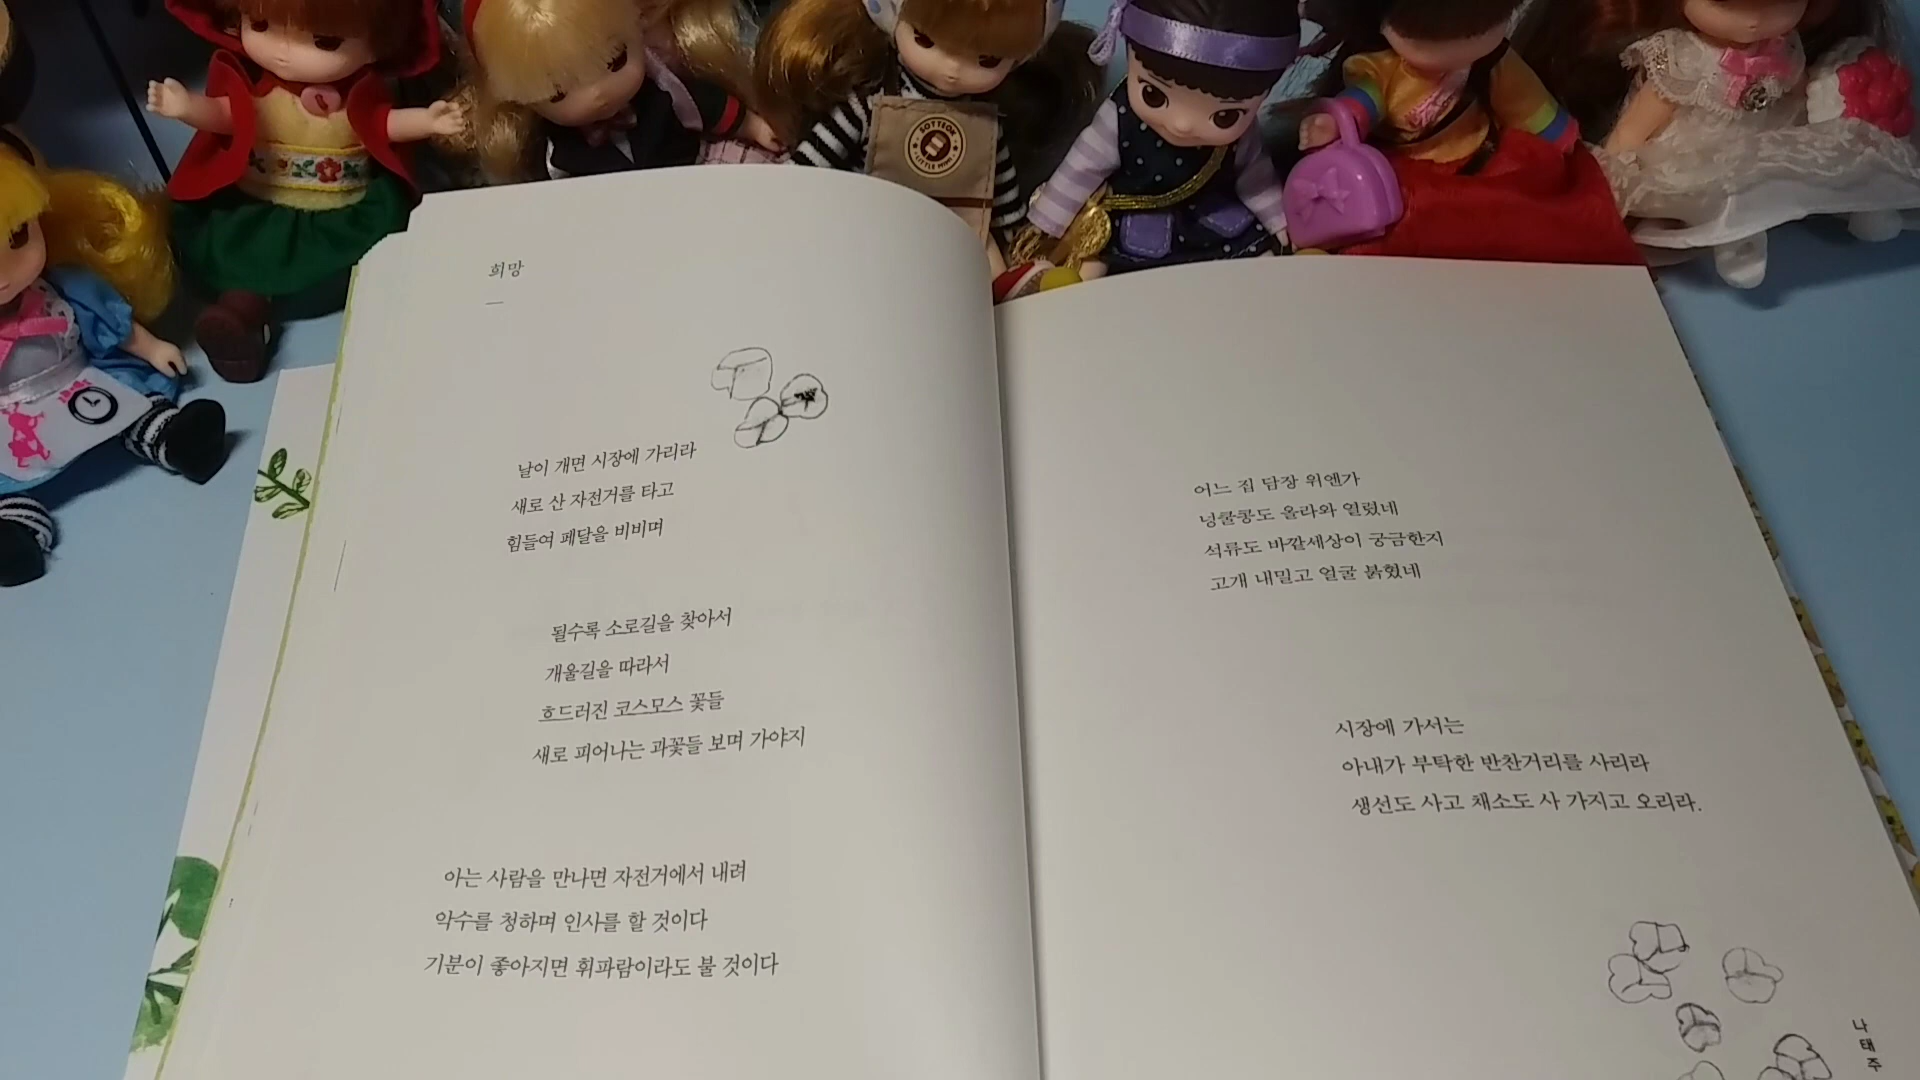 SOTTEOK
LITTLE MIMI
희망
날이 개면 시장에 가리라
새로 산 자전거를 타고
힘들여 페달을 비비며
될수록 소로길을 찾아서
개울길을 따라서
흐드러진 코스모스 꽃들
새로 피어나는 과꽃들 보며 가야지
아는 사람을 만나면 자전거에서 내려
악수를 청하며 인사를 할 것이다
기분이 좋아지면 휘파람이라도 불 것이다
어느 집 담장 위엔가
넝쿨콩도 올라와 열렸네
석류도 바깥세상이 궁금한지
고개 내밀고 얼굴 붉혔네
시장에 가서는
아내가 부탁한 반찬거리를 사리라
생선도 사고 채소도 사 가지고 오리라.
나태주